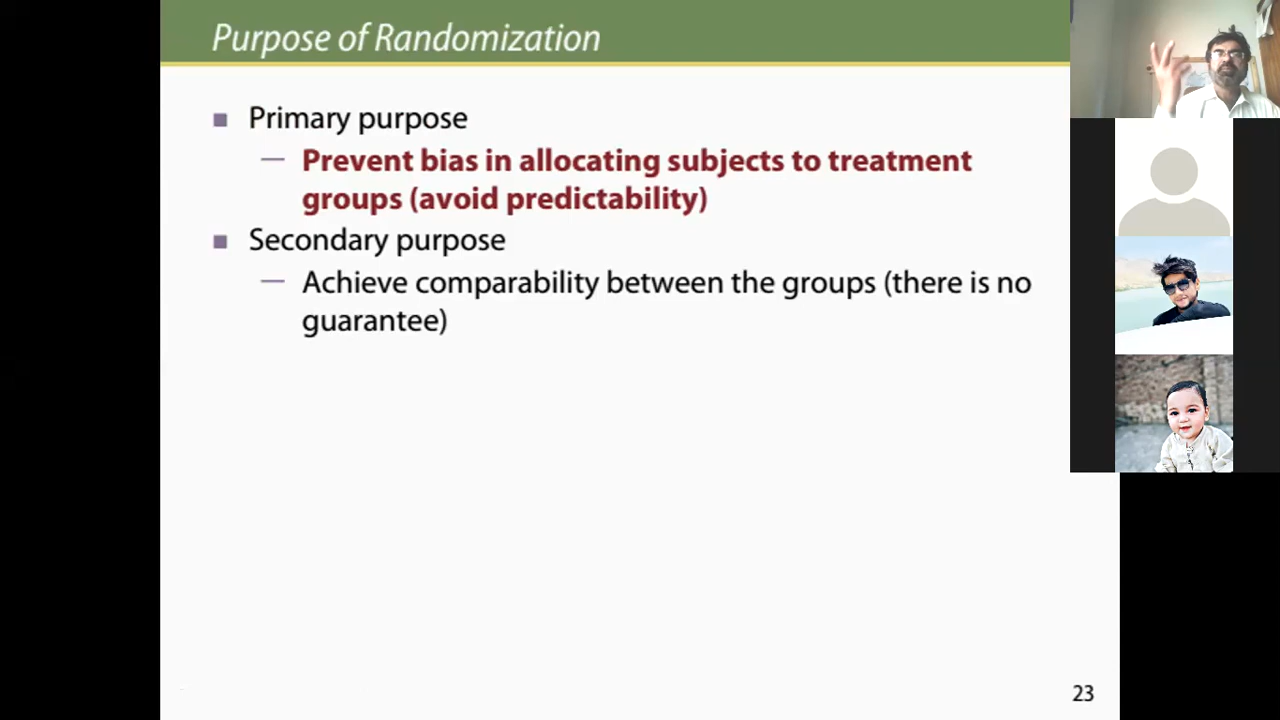 Purpose of Randomization
■ Primary purpose
— Prevent bias in allocating subjects to treatment
groups (avoid predictability)
■ Secondary purpose
— Achieve comparability between the groups (there is no
guarantee)
23